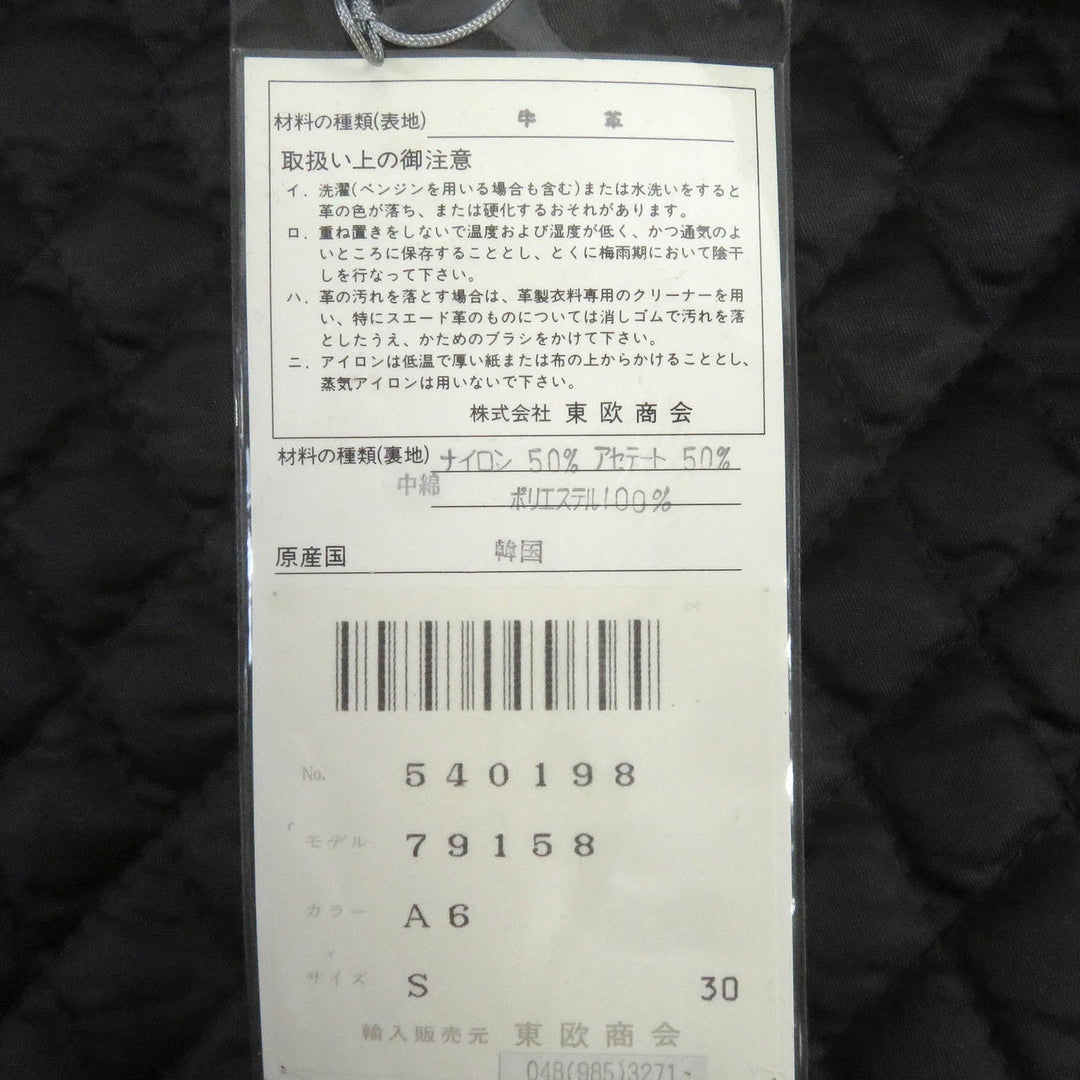 材料の種類(表地) 牛革
取扱い上の御注意
イ. 洗濯(ベンジンを用いる場合も含む)または水洗いをすると
革の色が落ち、または硬化するおそれがあります。
ロ. 重ね置きをしないで温度および湿度が低く、かつ通気のよ
いところに保存することとし、とくに梅雨期において陰干
しを行なって下さい。
ハ. 革の汚れを落とす場合は、革製衣料専用のクリーナーを用
い、特にスエード革のものについては消しゴムで汚れを落
としたうえ、かためのブラシをかけて下さい。
ニ. アイロンは低温で厚い紙または布の上からかけることとし、
蒸気アイロンは用いないで下さい。
株式会社 東欧商会
材料の種類(裏地) ナイロン 50% アセテート 50%
中綿 ポリエステル100%
原産国 韓国
No. 540198
モデル 79158
カラー A6
サイズ S 30
輸入販売元 東欧商会
048(985)3271